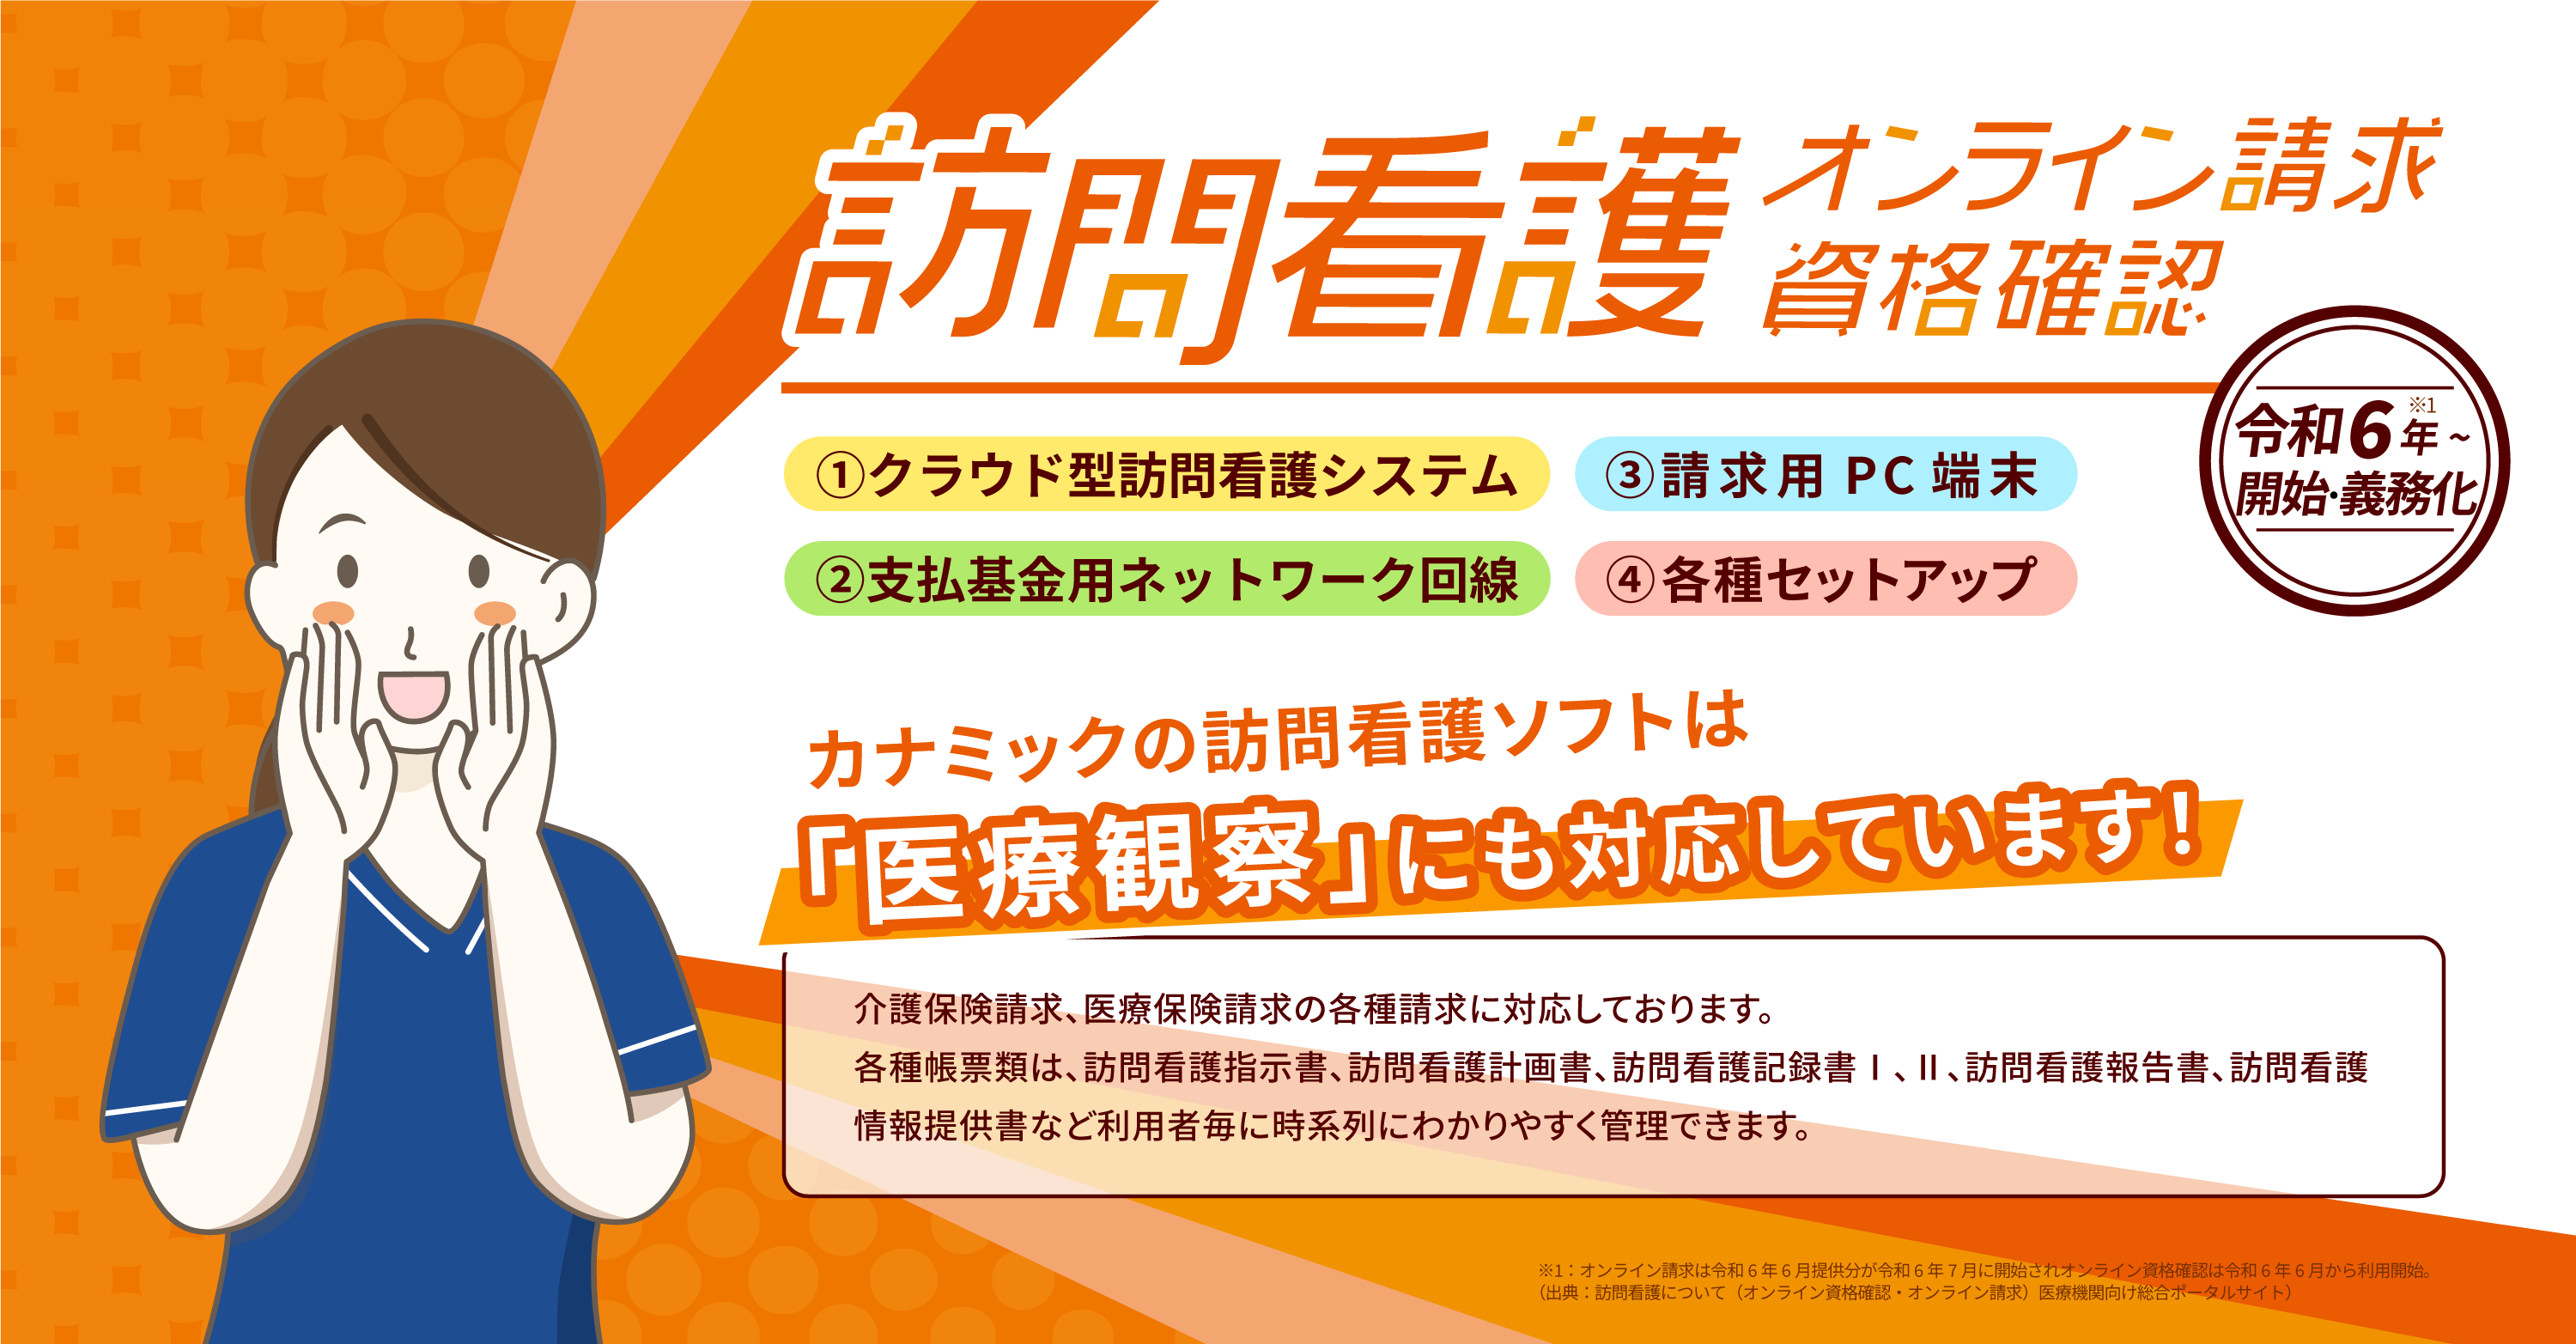 訪問看護
オンライン請求
資格確認
令和6年~
※1
開始・義務化
①クラウド型訪問看護システム
③請求用PC端末
②支払基金用ネットワーク回線
④各種セットアップ
カナミックの訪問看護ソフトは
「医療観察」にも対応しています!
介護保険請求、医療保険請求の各種請求に対応しております。
各種帳票類は、訪問看護指示書、訪問看護計画書、訪問看護記録書Ⅰ、Ⅱ、訪問看護報告書、訪問看護
情報提供書など利用者毎に時系列にわかりやすく管理できます。
※1：オンライン請求は令和6年6月提供分が令和6年7月に開始されオンライン資格確認は令和6年6月から利用開始。
（出典：訪問看護について（オンライン資格確認・オンライン請求）医療機関向け総合ポータルサイト）